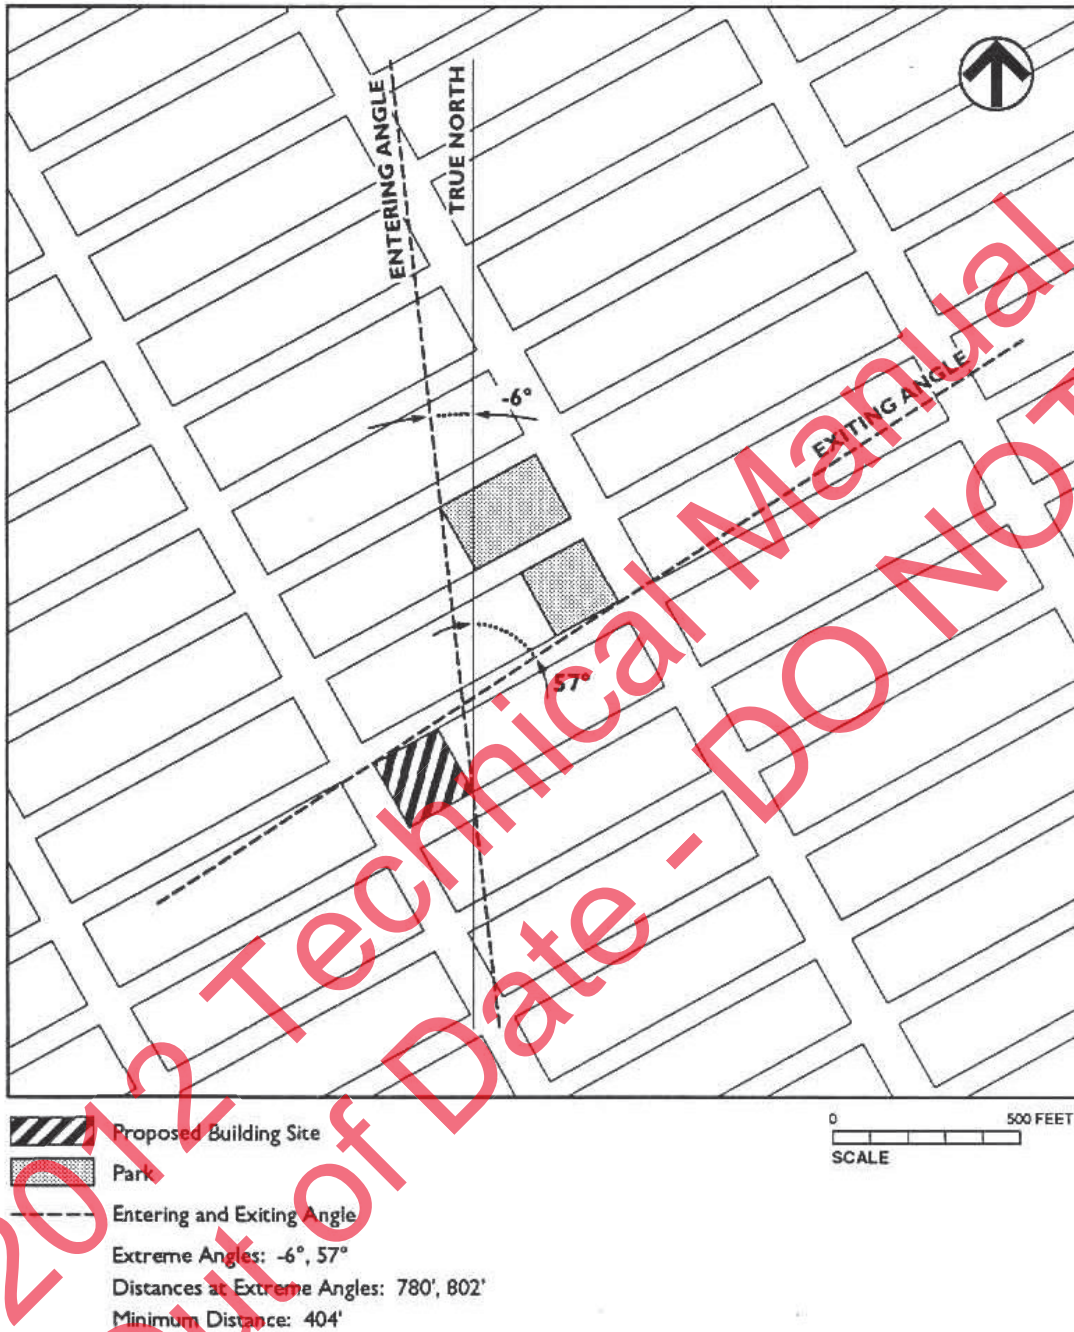 ENTERING ANGLE
TRUE NORTH
-6°
EXITING ANGLE
57°
Proposed Building Site
Park
Entering and Exiting Angle
Extreme Angles: -6°, 57°
Distances at Extreme Angles: 780', 802'
Minimum Distance: 404'
0 500 FEET
SCALE
2012 Technical Manual
Out of Date - DO NOT